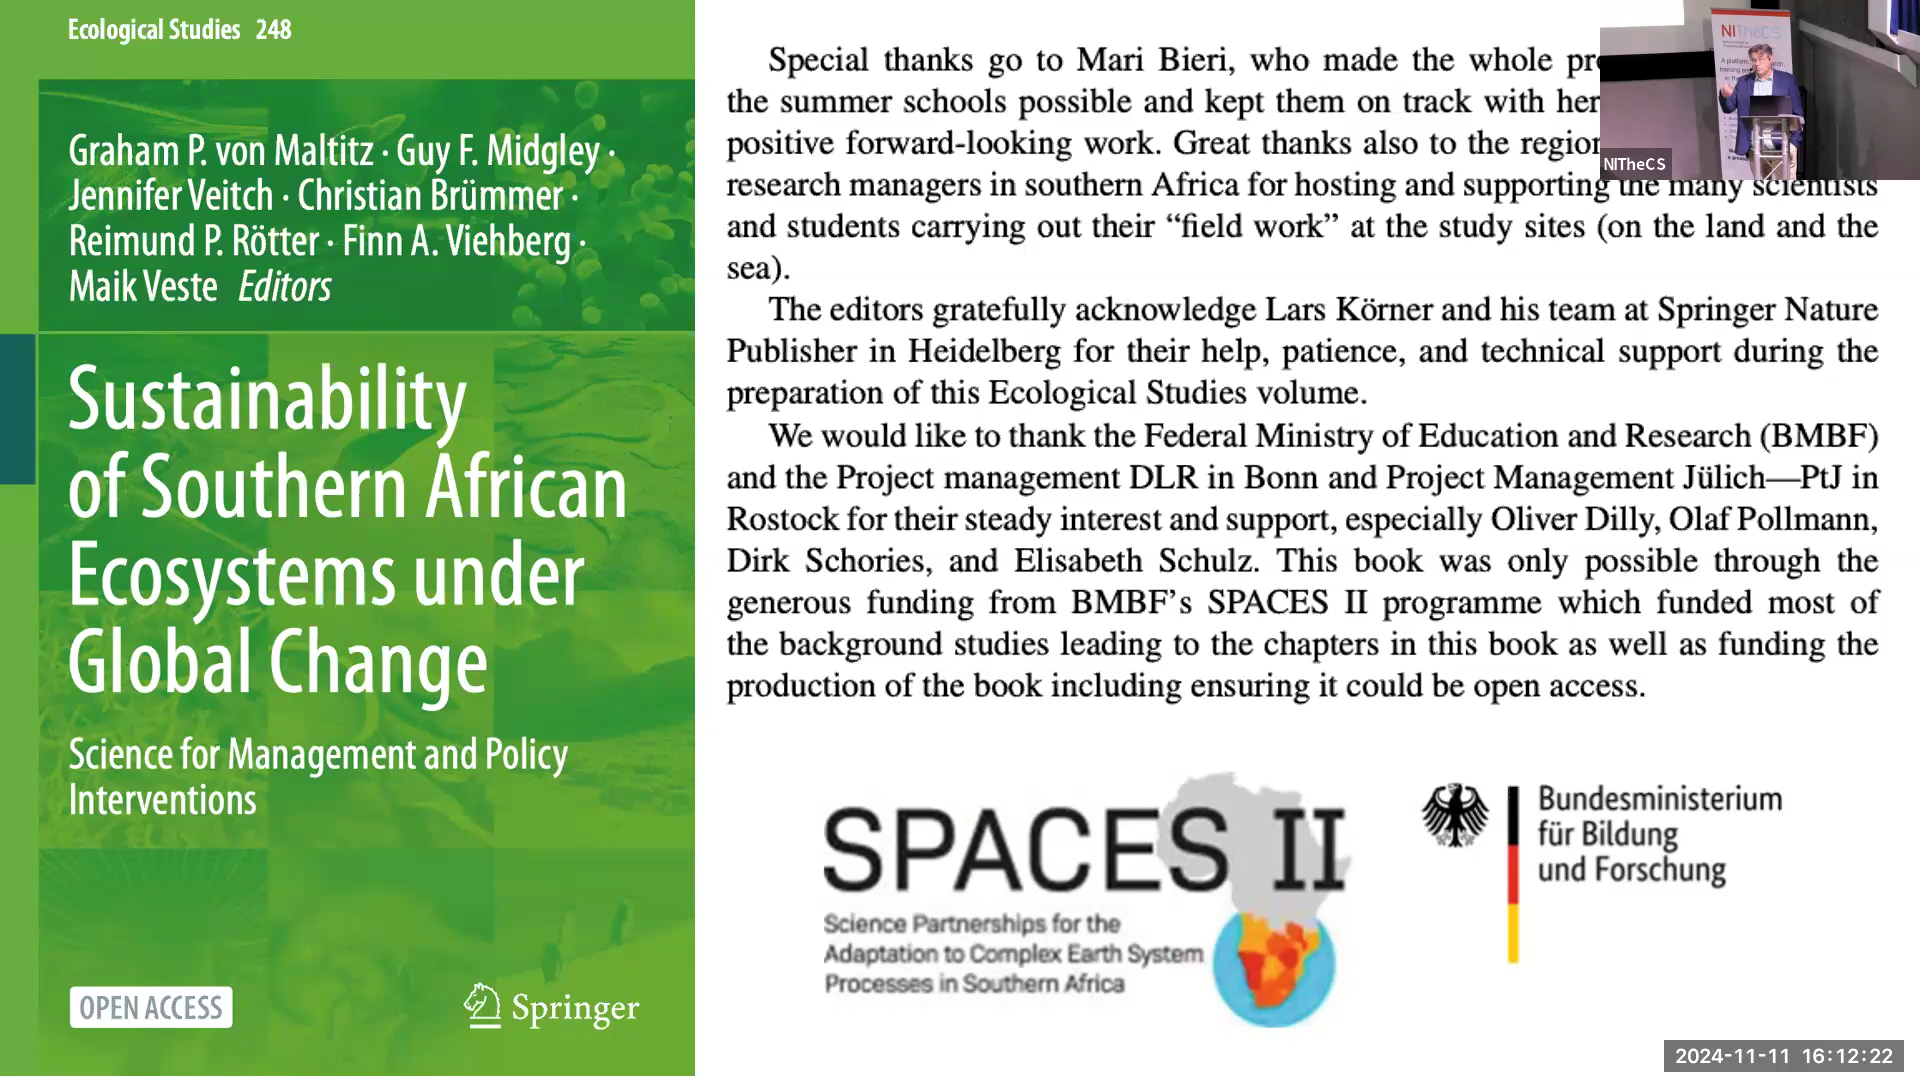 Ecological Studies 248
Graham P. von Maltitz · Guy F. Midgley ·
Jennifer Veitch · Christian Brümmer ·
Reimund P. Rötter · Finn A. Viehberg ·
Maik Veste Editors
Sustainability
of Southern African
Ecosystems under
Global Change
Science for Management and Policy
Interventions
OPEN ACCESS
Springer
Special thanks go to Mari Bieri, who made the whole
the summer schools possible and kept them on track with her
positive forward-looking work. Great thanks also to the
research managers in southern Africa for hosting and supporting the many scientists
and students carrying out their “field work” at the study sites (on the land and the
sea).
The editors gratefully acknowledge Lars Körner and his team at Springer Nature
Publisher in Heidelberg for their help, patience, and technical support during the
preparation of this Ecological Studies volume.
We would like to thank the Federal Ministry of Education and Research (BMBF)
and the Project management DLR in Bonn and Project Management Jülich—PtJ in
Rostock for their steady interest and support, especially Oliver Dilly, Olaf Pollmann,
Dirk Schories, and Elisabeth Schulz. This book was only possible through the
generous funding from BMBF’s SPACES II programme which funded most of
the background studies leading to the chapters in this book as well as funding the
production of the book including ensuring it could be open access.
SPACES II
Science Partnerships for the
Adaptation to Complex Earth System
Processes in Southern Africa
Bundesministerium
für Bildung
und Forschung
NITheCS
A platform
NITheCS
2024-11-11 16:12:22